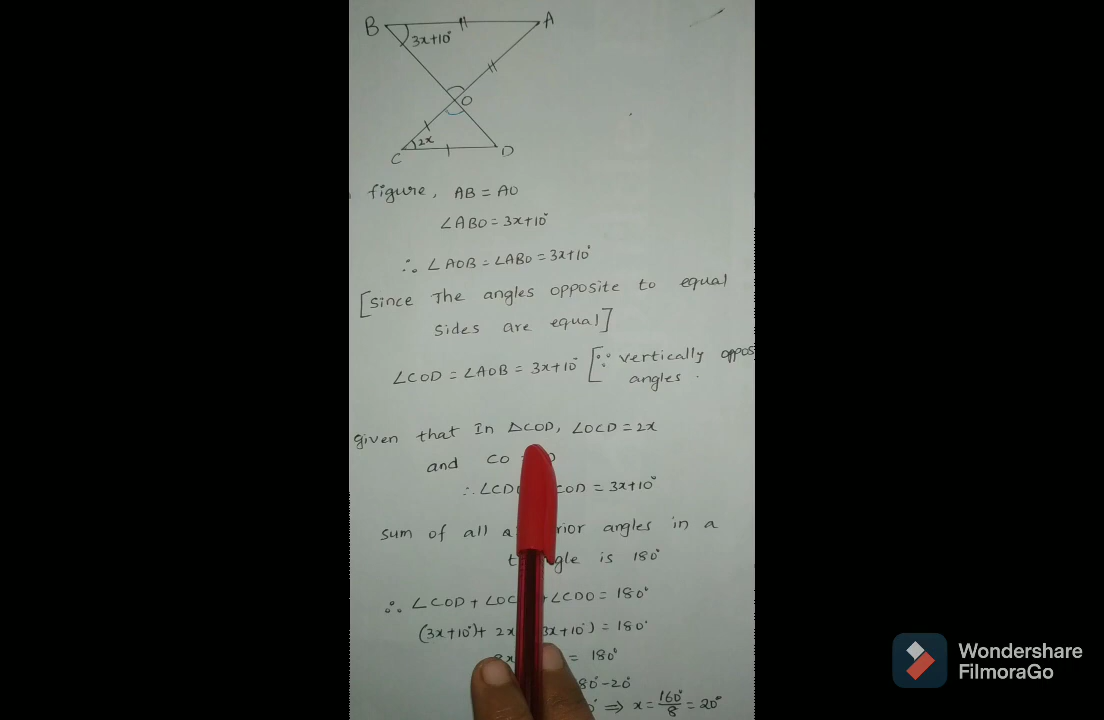 B
A
3x+10°
O
2x
C
D
figure, AB = AO
∠ABO = 3x+10°
∴ ∠AOB = ∠ABO = 3x+10°
[Since The angles opposite to equal
sides are equal]
∠COD = ∠AOB = 3x+10° [∵ vertically oppos
angles.
given that In △COD, ∠OCD = 2x
and CO
∴ ∠CD OD = 3x+10°
sum of all rior angles in a
gle is 180°
∴ ∠COD + ∠OC +∠CDO = 180°
(3x+10°)+ 2x 3x+10°) = 180°
= 180°
80°-20°
⇒ x = 160°/8 = 20°
Wondershare
FilmoraGo